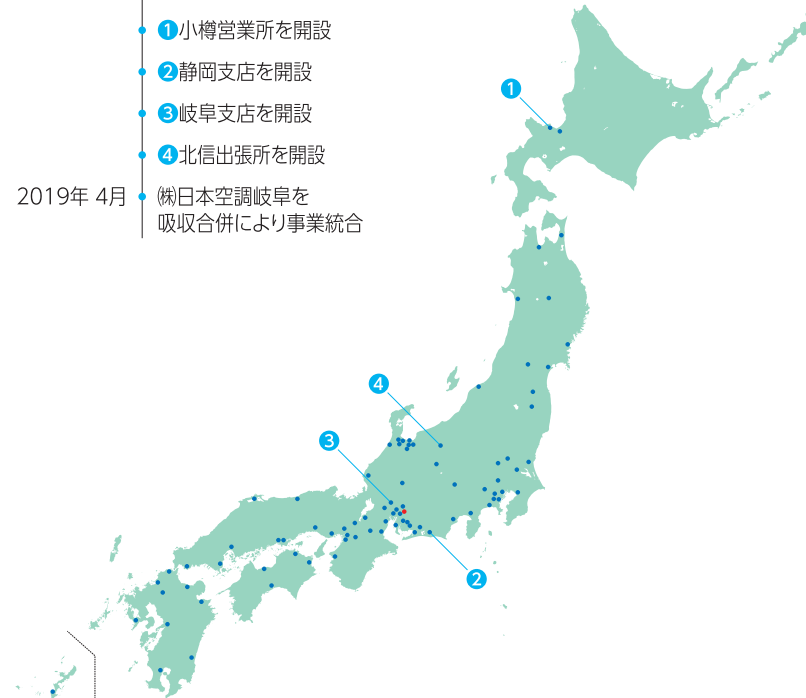 ❶小樽営業所を開設
❷静岡支店を開設
❸岐阜支店を開設
❹北信出張所を開設
2019年 4月 ㈱日本空調岐阜を
吸収合併により事業統合
1
4
3
2